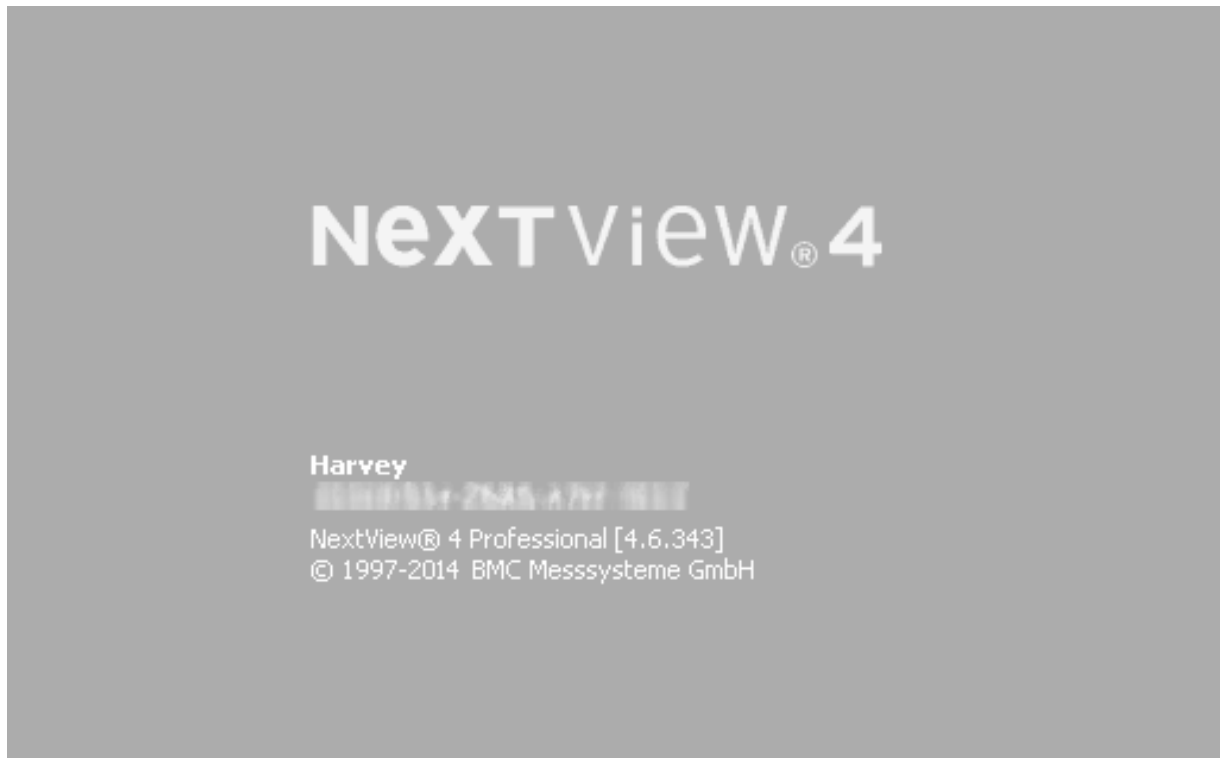 NeXTVieW® 4
Harvey
NextView® 4 Professional [4.6.343]
© 1997-2014 BMC Messsysteme GmbH